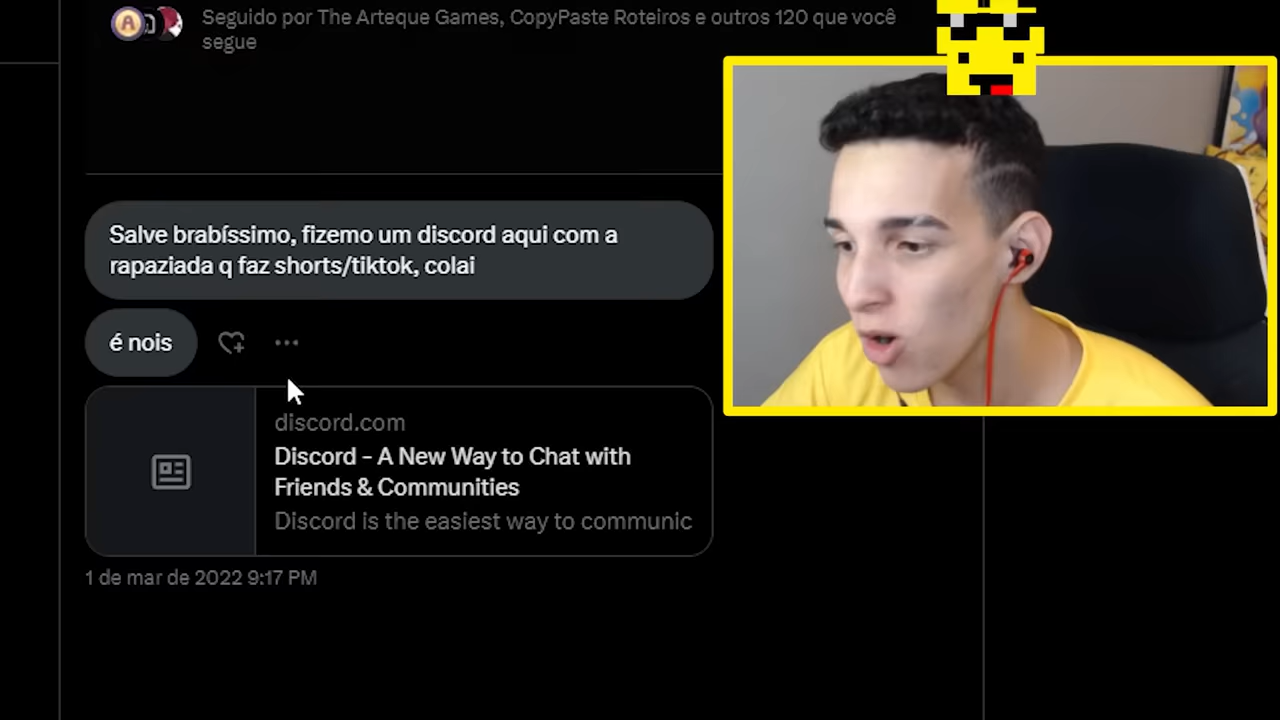 Seguido por The Arteque Games, CopyPaste Roteiros e outros 120 que você
segue
Salve brabíssimo, fizemo um discord aqui com a
rapaziada q faz shorts/tiktok, colai
é nois
discord.com
Discord - A New Way to Chat with
Friends & Communities
Discord is the easiest way to communic
1 de mar de 2022 9:17 PM